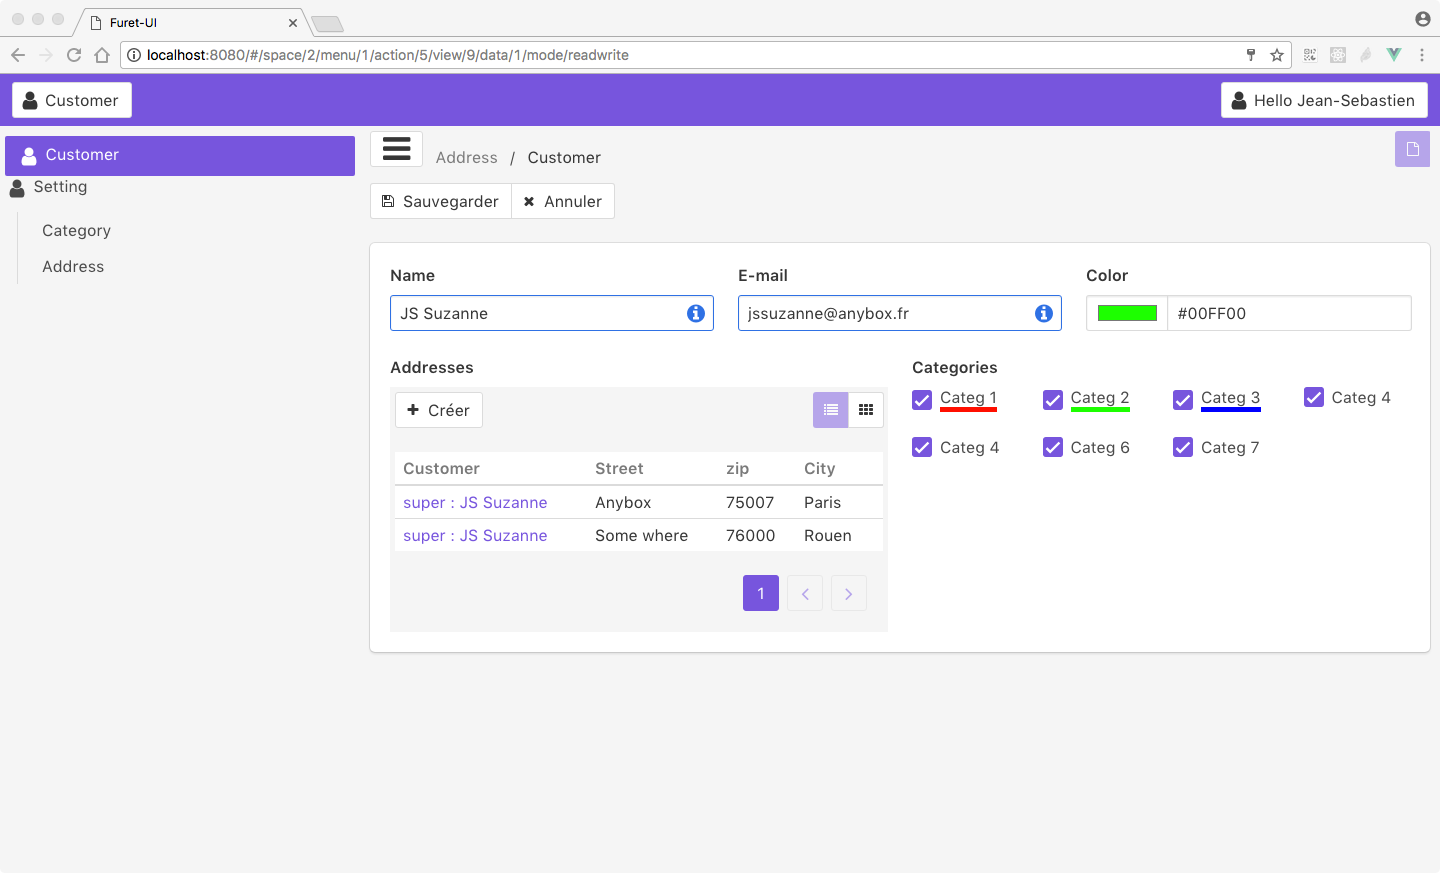 Furet-UI
localhost:8080/#/space/2/menu/1/action/5/view/9/data/1/mode/readwrite
Customer
Hello Jean-Sebastien
Customer
Setting
Category
Address
Address / Customer
Sauvegarder
Annuler
Name
E-mail
Color
JS Suzanne
jssuzanne@anybox.fr
#00FF00
Addresses
Créer
Customer Street zip City
super : JS Suzanne Anybox 75007 Paris
super : JS Suzanne Some where 76000 Rouen
1
Categories
Categ 1
Categ 2
Categ 3
Categ 4
Categ 4
Categ 6
Categ 7